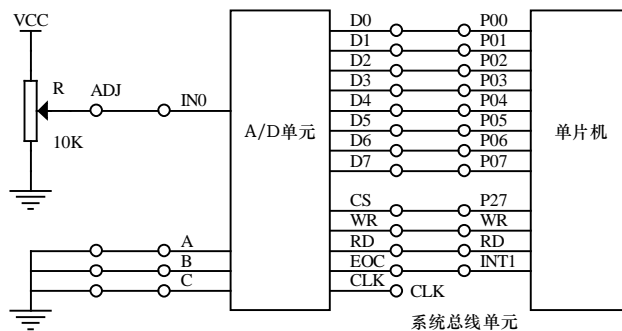 VCC
R
ADJ
10K
IN0
A
B
C
A/D单元
D0
D1
D2
D3
D4
D5
D6
D7
CS
WR
RD
EOC
CLK
CLK
P00
P01
P02
P03
P04
P05
P06
P07
P27
WR
RD
INT1
单片机
系统总线单元